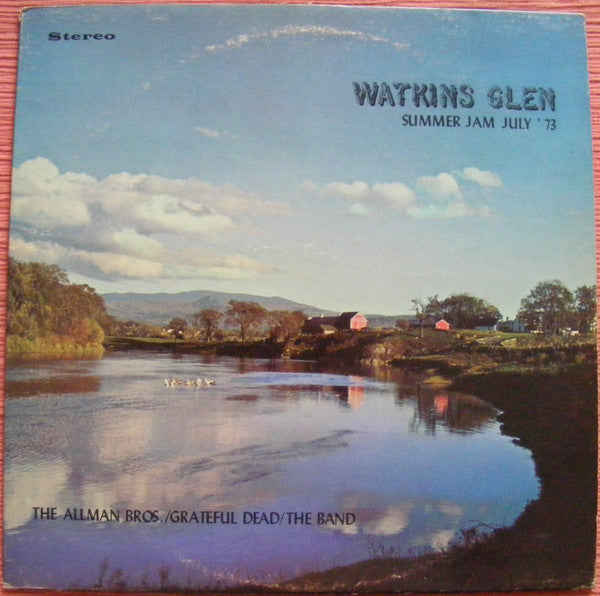 Stereo
WATKINS GLEN
SUMMER JAM JULY '73
THE ALLMAN BROS./GRATEFUL DEAD/THE BAND